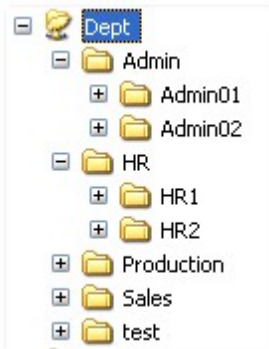 Dept
Admin
Admin01
Admin02
HR
HR1
HR2
Production
Sales
test